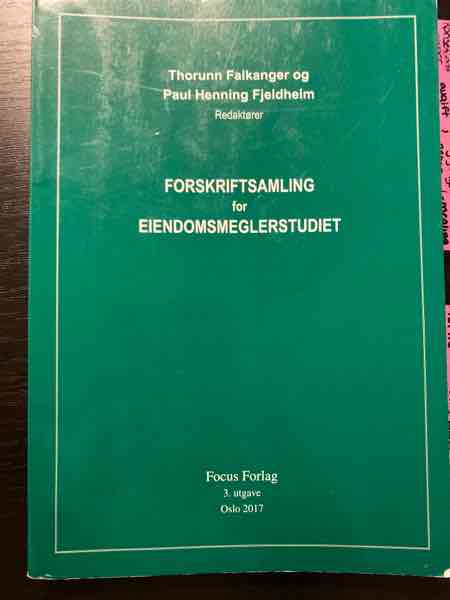 Thorunn Falkanger og
Paul Henning Fjeldheim
Redaktører
FORSKRIFTSAMLING
for
EIENDOMSMEGLERSTUDIET
Focus Forlag
3. utgave
Oslo 2017